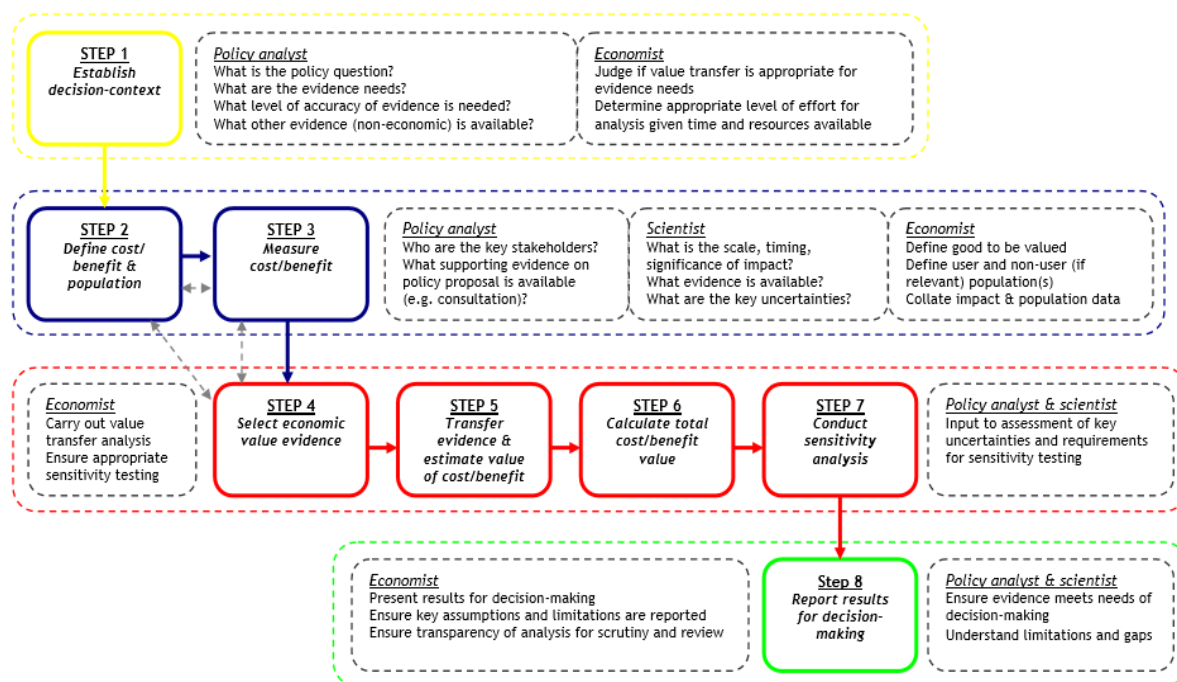 STEP 1
Establish
decision-context
Policy analyst
What is the policy question?
What are the evidence needs?
What level of accuracy of evidence is needed?
What other evidence (non-economic) is available?
Economist
Judge if value transfer is appropriate for
evidence needs
Determine appropriate level of effort for
analysis given time and resources available
STEP 2
Define cost/
benefit &
population
STEP 3
Measure
cost/benefit
Policy analyst
Who are the key stakeholders?
What supporting evidence on
policy proposal is available
(e.g. consultation)?
Scientist
What is the scale, timing,
significance of impact?
What evidence is available?
What are the key uncertainties?
Economist
Define good to be valued
Define user and non-user (if
relevant) population(s)
Collate impact & population data
Economist
Carry out value
transfer analysis
Ensure appropriate
sensitivity testing
STEP 4
Select economic
value evidence
STEP 5
Transfer
evidence &
estimate value
of cost/benefit
STEP 6
Calculate total
cost/benefit
value
STEP 7
Conduct
sensitivity
analysis
Policy analyst & scientist
Input to assessment of key
uncertainties and requirements
for sensitivity testing
Economist
Present results for decision-making
Ensure key assumptions and limitations are reported
Ensure transparency of analysis for scrutiny and review
Step 8
Report results
for decision-
making
Policy analyst & scientist
Ensure evidence meets needs of
decision-making
Understand limitations and gaps